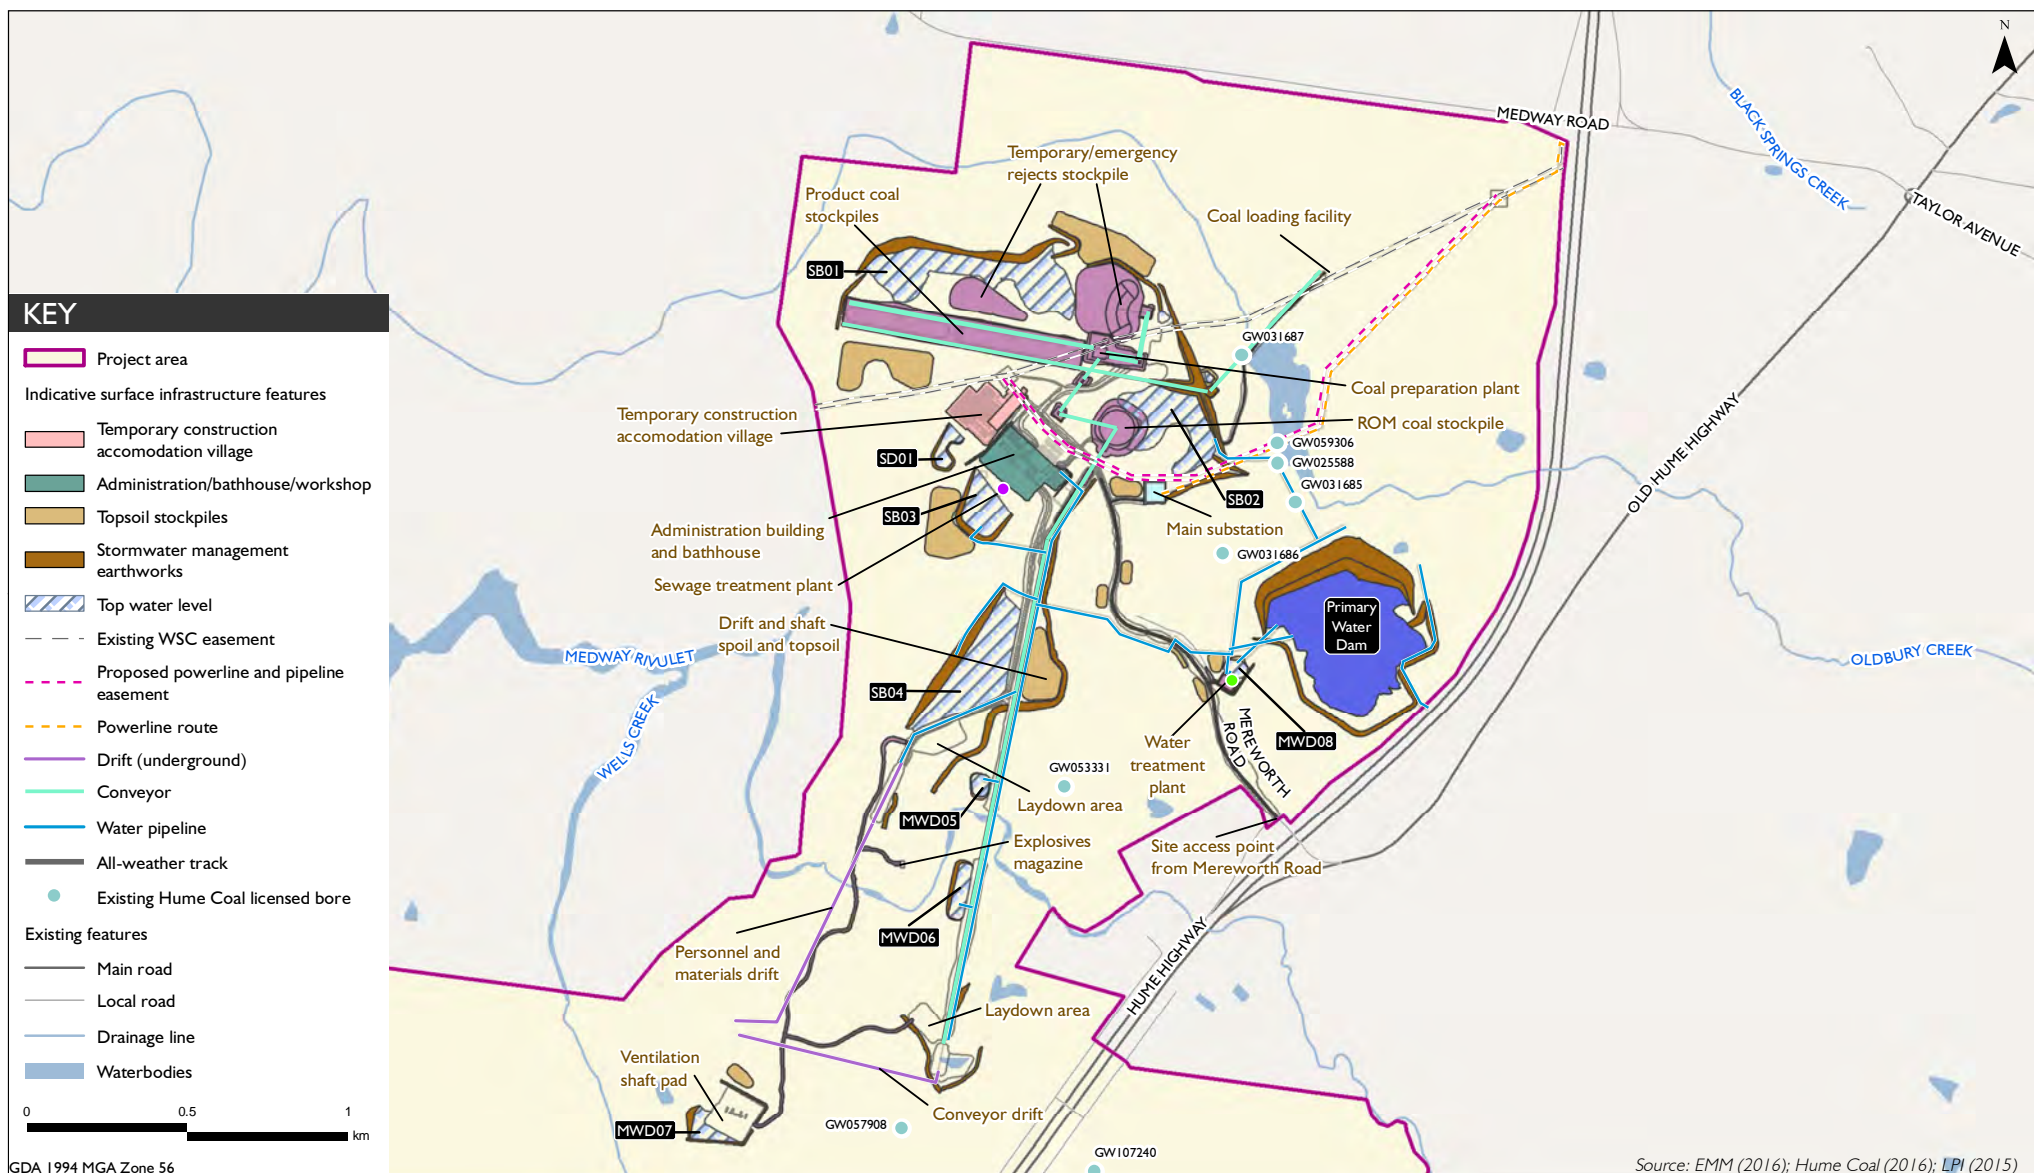 N
MEDWAY ROAD
BLACK SPRINGS CREEK
TAYLOR AVENUE
Temporary/emergency
rejects stockpile
Product coal
stockpiles
Coal loading facility
SB01
GW031687
Coal preparation plant
ROM coal stockpile
Temporary construction
accomodation village
GW059306
GW025588
SD01
GW031685
SB02
SB03
OLD HUME HIGHWAY
Main substation
Administration building
and bathhouse
GW031686
Sewage treatment plant
Primary
Water
Dam
Drift and shaft
spoil and topsoil
MEDWAY RIVULET
OLDBURY CREEK
SB04
WELLS CREEK
MEREWORTH
ROAD
MWD08
Water
treatment
plant
GW053331
Laydown area
MWD05
Explosives
magazine
Site access point
from Mereworth Road
MWD06
Personnel and
materials drift
HUME HIGHWAY
Laydown area
Ventilation
shaft pad
Conveyor drift
MWD07
GW057908
GW107240
KEY
Project area
Indicative surface infrastructure features
Temporary construction
accomodation village
Administration/bathhouse/workshop
Topsoil stockpiles
Stormwater management
earthworks
Top water level
Existing WSC easement
Proposed powerline and pipeline
easement
Powerline route
Drift (underground)
Conveyor
Water pipeline
All-weather track
Existing Hume Coal licensed bore
Existing features
Main road
Local road
Drainage line
Waterbodies
0 0.5 1
km
GDA 1994 MGA Zone 56
Source: EMM (2016); Hume Coal (2016); LPI (2015)